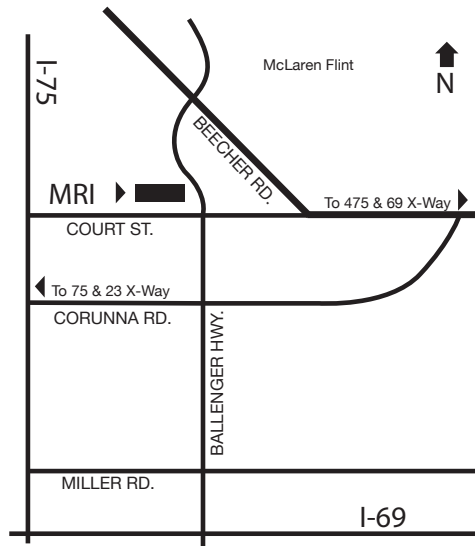 McLaren Flint
N
I-75
BEECHER RD.
MRI
To 475 & 69 X-Way
COURT ST.
To 75 & 23 X-Way
CORUNNA RD.
BALLENGER HWY.
MILLER RD.
I-69